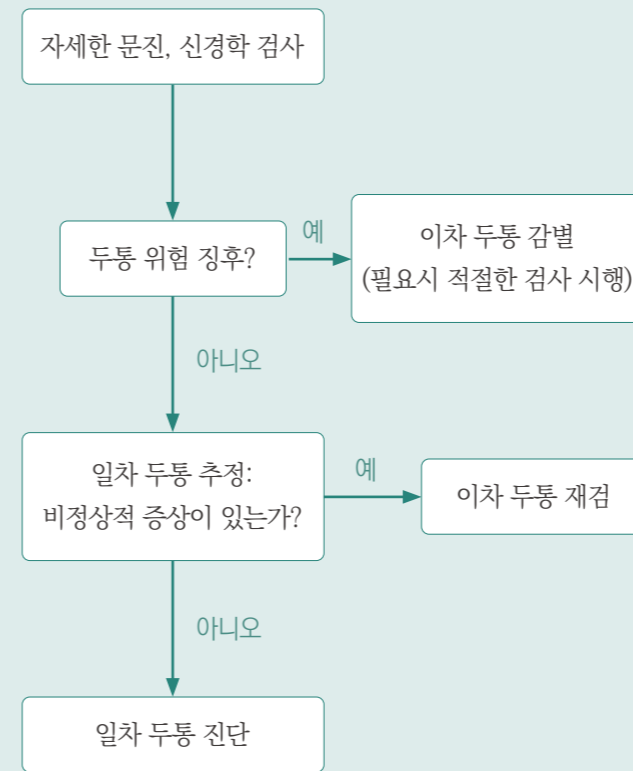 자세한 문진, 신경학 검사
두통 위험 징후?
예
이차 두통 감별
(필요시 적절한 검사 시행)
아니오
일차 두통 추정:
비정상적 증상이 있는가?
예
이차 두통 재검
아니오
일차 두통 진단